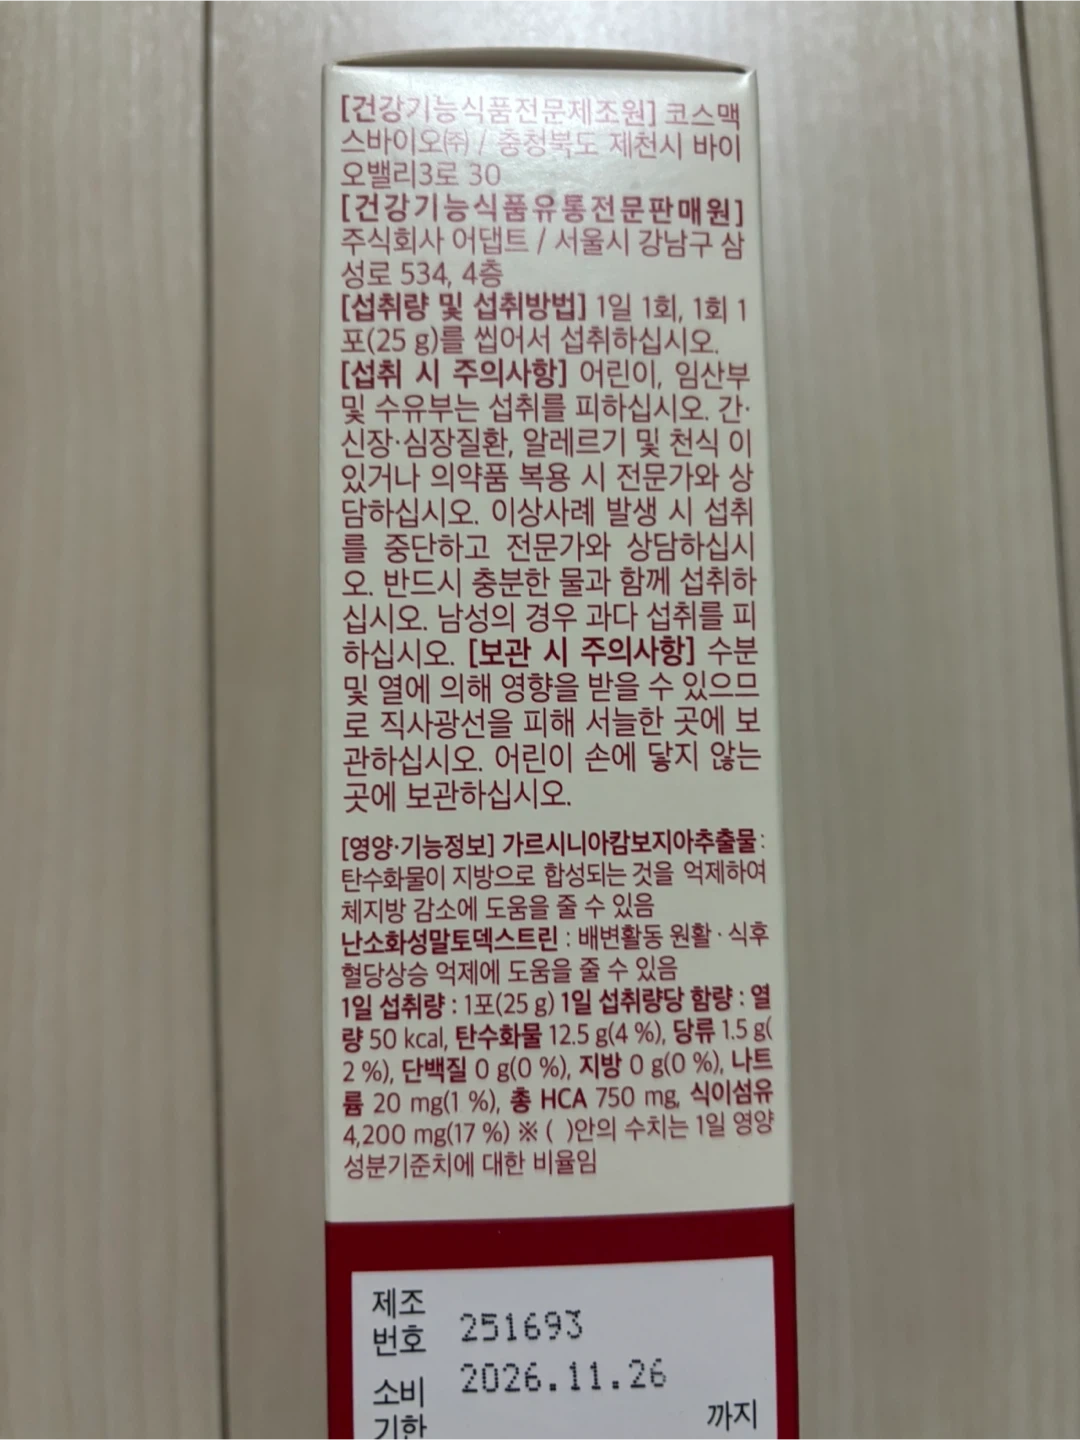 [건강기능식품전문제조원] 코스맥
스바이오㈜ / 충청북도 제천시 바이
오밸리3로 30
[건강기능식품유통전문판매원]
주식회사 어댑트 / 서울시 강남구 삼
성로 534, 4층
[섭취량 및 섭취방법] 1일 1회, 1회 1
포(25 g)를 씹어서 섭취하십시오.
[섭취 시 주의사항] 어린이, 임산부
및 수유부는 섭취를 피하십시오. 간·
신장·심장질환, 알레르기 및 천식 이
있거나 의약품 복용 시 전문가와 상
담하십시오. 이상사례 발생 시 섭취
를 중단하고 전문가와 상담하십시
오. 반드시 충분한 물과 함께 섭취하
십시오. 남성의 경우 과다 섭취를 피
하십시오. [보관 시 주의사항] 수분
및 열에 의해 영향을 받을 수 있으므
로 직사광선을 피해 서늘한 곳에 보
관하십시오. 어린이 손에 닿지 않는
곳에 보관하십시오.
[영양·기능정보] 가르시니아캄보지아추출물 :
탄수화물이 지방으로 합성되는 것을 억제하여
체지방 감소에 도움을 줄 수 있음
난소화성말토덱스트린 : 배변활동 원활 · 식후
혈당상승 억제에 도움을 줄 수 있음
1일 섭취량 : 1포(25 g) 1일 섭취량당 함량 : 열
량 50 kcal, 탄수화물 12.5 g(4 %), 당류 1.5 g(
2 %), 단백질 0 g(0 %), 지방 0 g(0 %), 나트
륨 20 mg(1 %), 총 HCA 750 mg, 식이섬유
4,200 mg(17 %) ※ ( )안의 수치는 1일 영양
성분기준치에 대한 비율임
제조
번호 251693
소비 2026.11.26
기한 까지